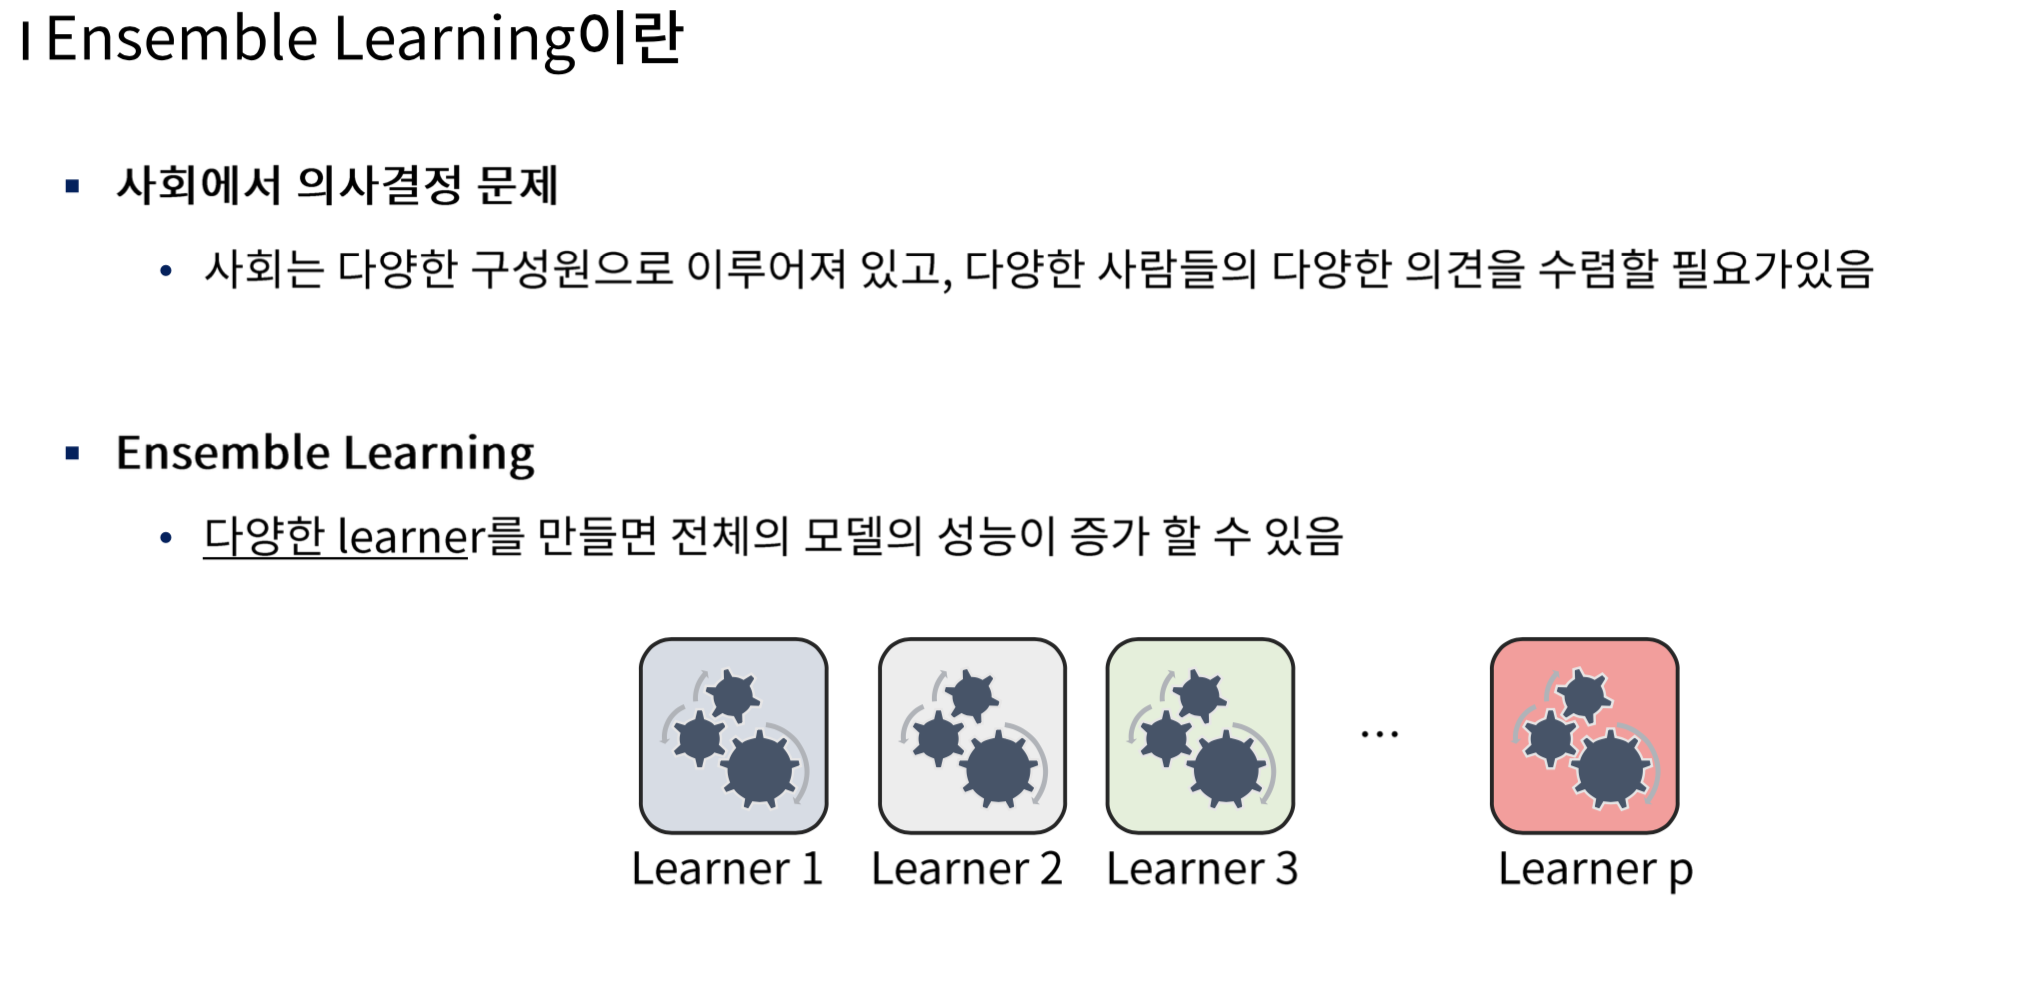 I Ensemble Learning이란
▪ 사회에서 의사결정 문제
• 사회는 다양한 구성원으로 이루어져 있고, 다양한 사람들의 다양한 의견을 수렴할 필요가있음
▪ Ensemble Learning
• 다양한 learner를 만들면 전체의 모델의 성능이 증가 할 수 있음
…
Learner 1 Learner 2 Learner 3 Learner p